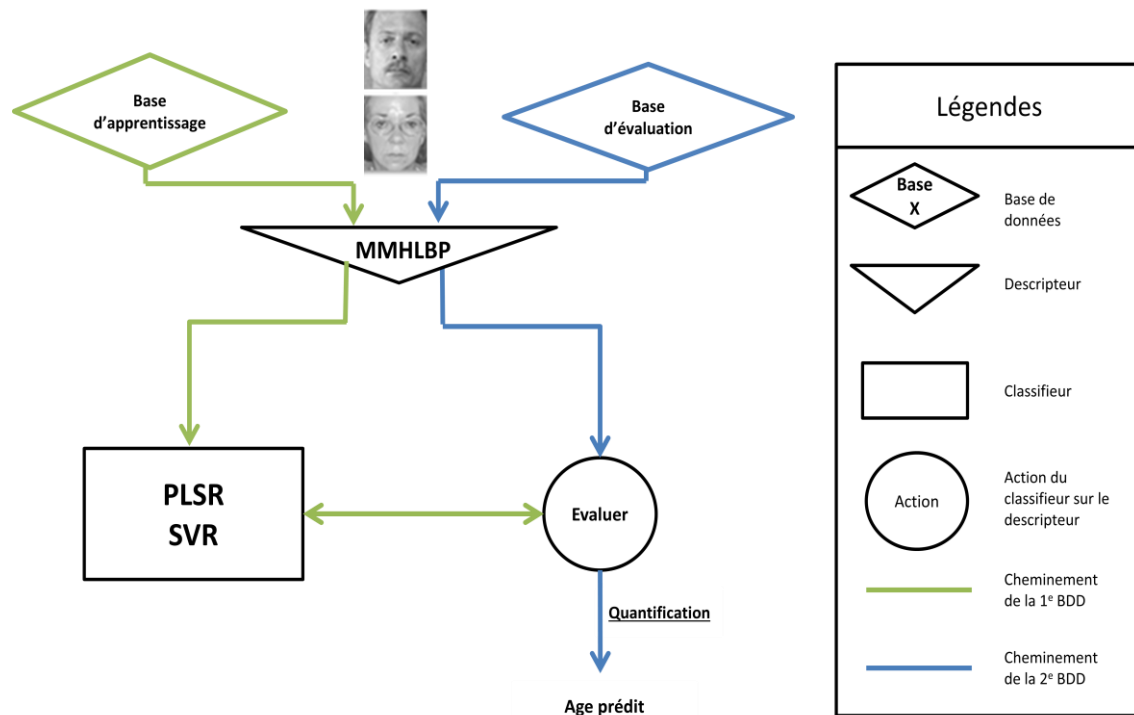 Base
d'apprentissage
Base
d'évaluation
MMHLBP
PLSR
SVR
Evaluer
Quantification
Age prédit
Légendes
Base
X
Base de
données
Descripteur
Classifieur
Action
Action du
classifieur sur le
descripteur
Cheminement
de la 1e BDD
Cheminement
de la 2e BDD